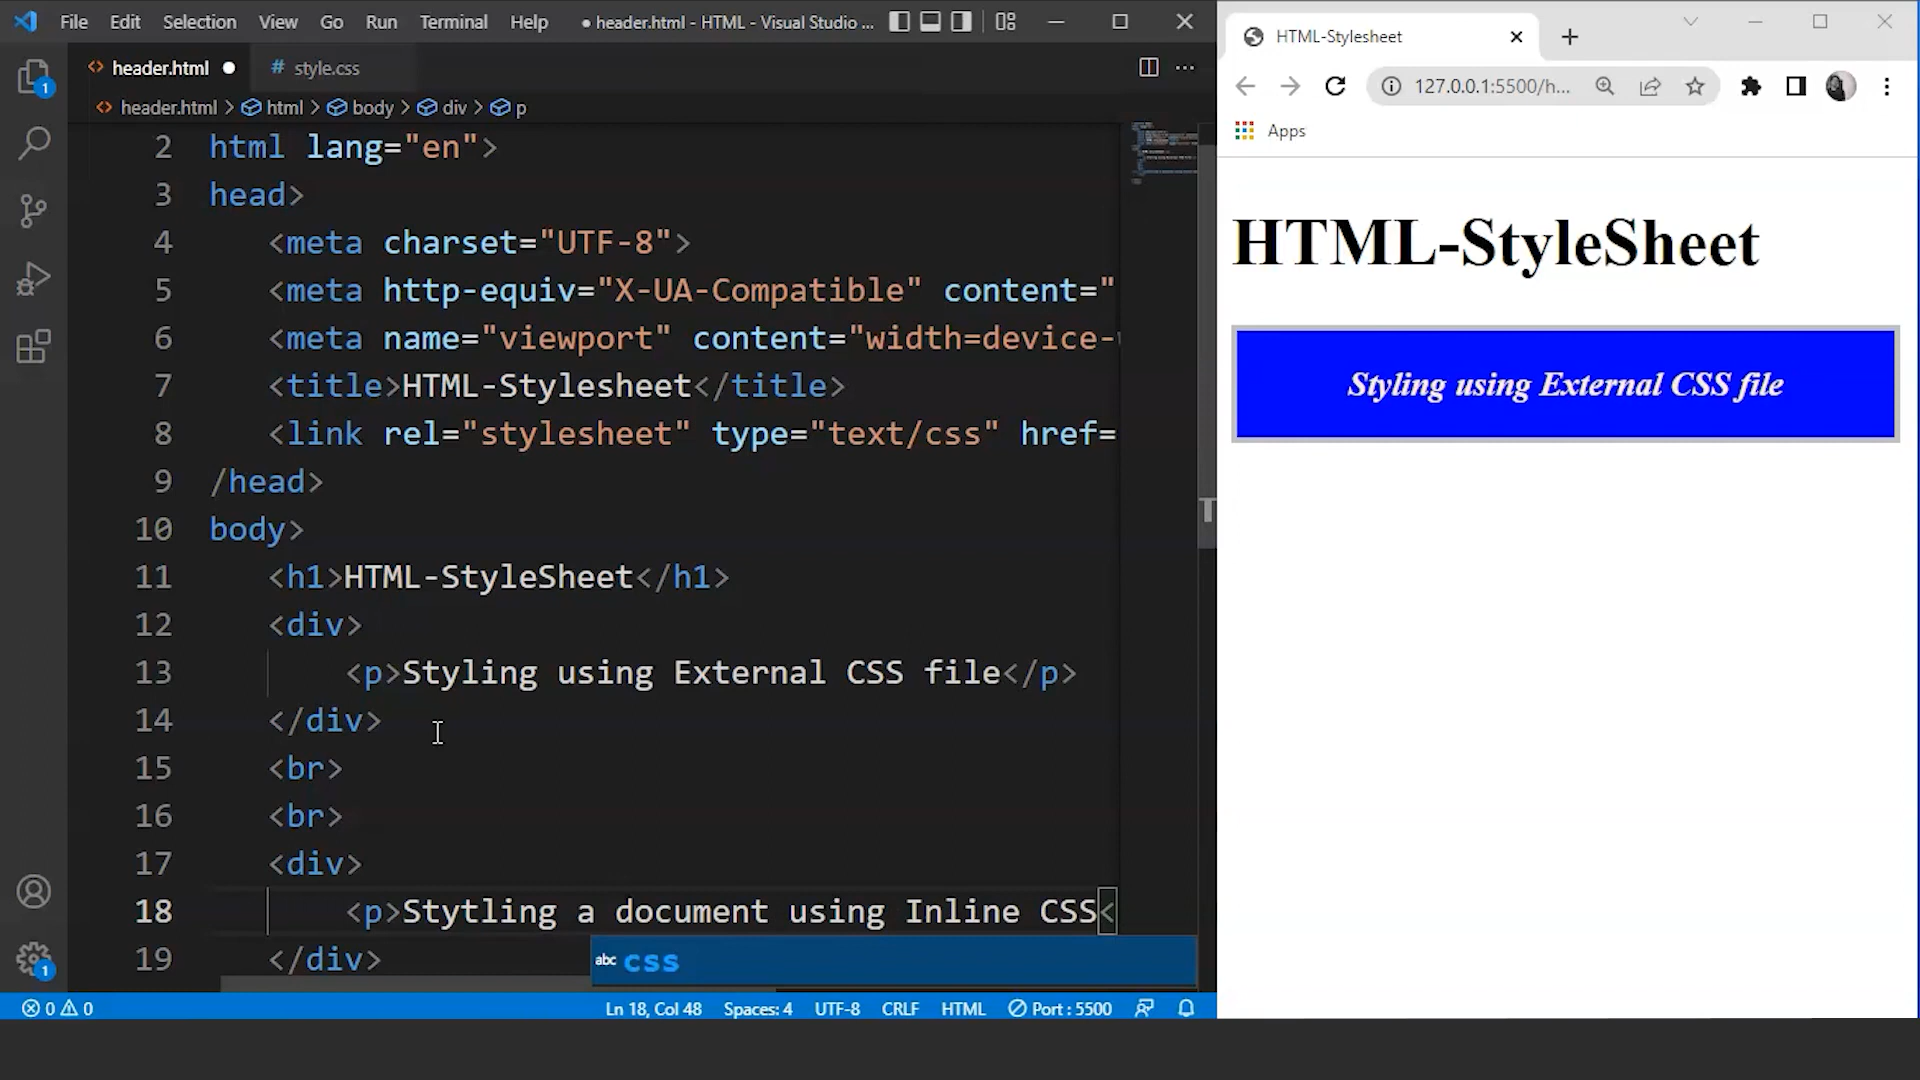 File Edit Selection View Go Run Terminal Help ● header.html - HTML - Visual Studio ...
<> header.html ● # style.css ...
<> header.html > html > body > div > p
2 html lang="en">
3 head>
4 <meta charset="UTF-8">
5 <meta http-equiv="X-UA-Compatible" content="
6 <meta name="viewport" content="width=device-
7 <title>HTML-Stylesheet</title>
8 <link rel="stylesheet" type="text/css" href=
9 /head>
10 body>
11 <h1>HTML-StyleSheet</h1>
12 <div>
13 <p>Styling using External CSS file</p>
14 </div>
15 <br>
16 <br>
17 <div>
18 <p>Stytling a document using Inline CSS<
19 </div>
abc css
1
1
0 0 Ln 18, Col 48 Spaces: 4 UTF-8 CRLF HTML Port : 5500
HTML-Stylesheet
127.0.0.1:5500/h...
Apps
HTML-StyleSheet
Styling using External CSS file
T